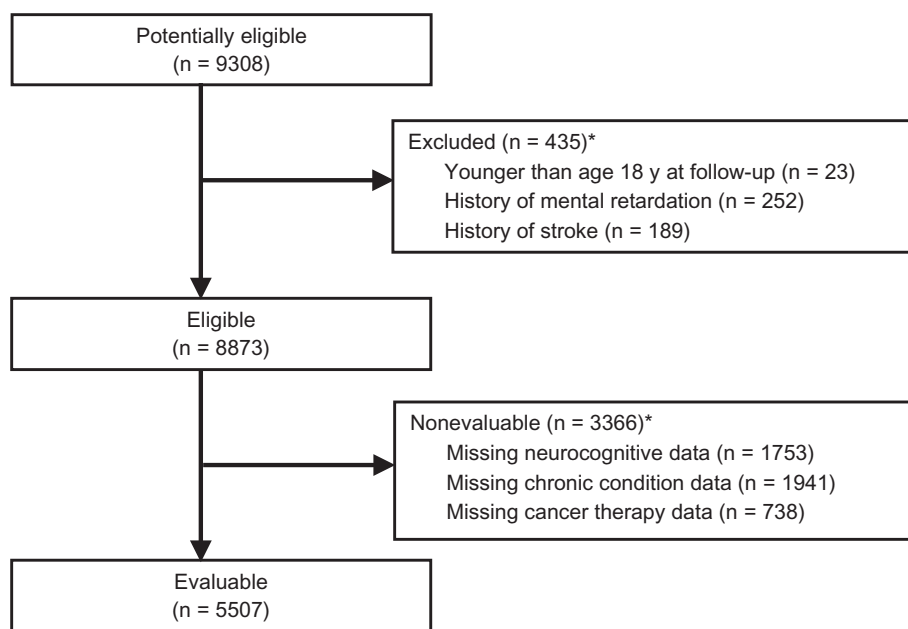 Potentially eligible
(n = 9308)
Excluded (n = 435)*
Younger than age 18 y at follow-up (n = 23)
History of mental retardation (n = 252)
History of stroke (n = 189)
Eligible
(n = 8873)
Nonevaluable (n = 3366)*
Missing neurocognitive data (n = 1753)
Missing chronic condition data (n = 1941)
Missing cancer therapy data (n = 738)
Evaluable
(n = 5507)